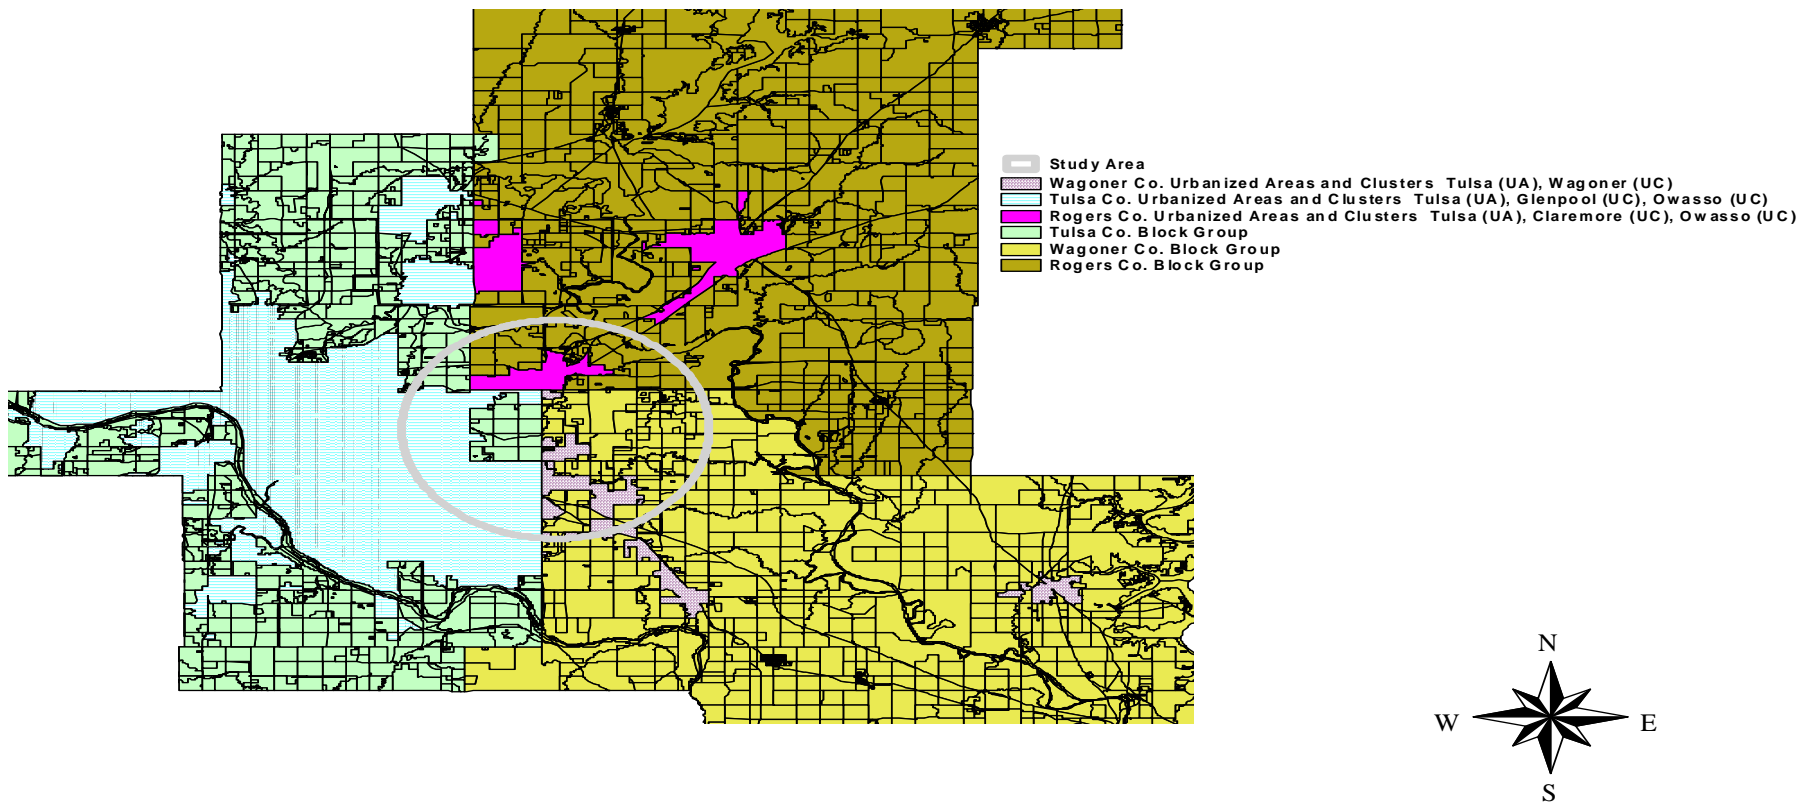 Study Area
Wagoner Co. Urbanized Areas and Clusters Tulsa (UA), Wagoner (UC)
Tulsa Co. Urbanized Areas and Clusters Tulsa (UA), Glenpool (UC), Owasso (UC)
Rogers Co. Urbanized Areas and Clusters Tulsa (UA), Claremore (UC), Owasso (UC)
Tulsa Co. Block Group
Wagoner Co. Block Group
Rogers Co. Block Group
N
W E
S